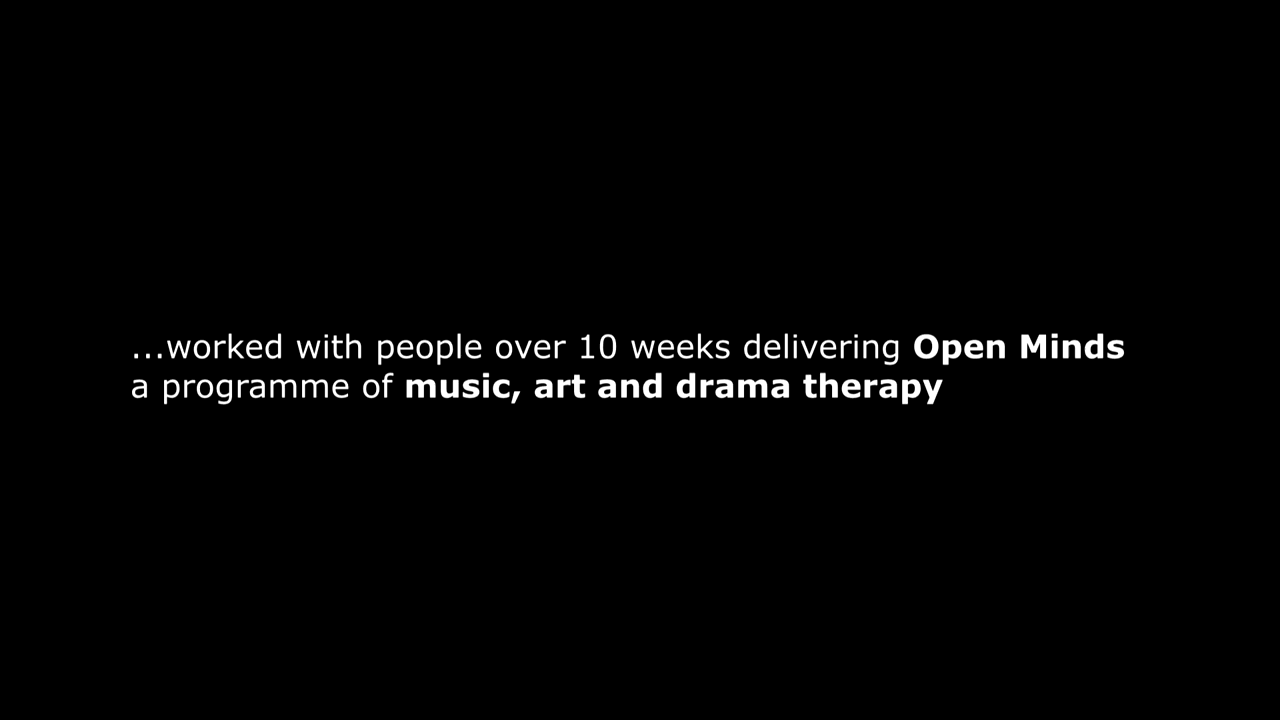 ...worked with people over 10 weeks delivering Open Minds
a programme of music, art and drama therapy